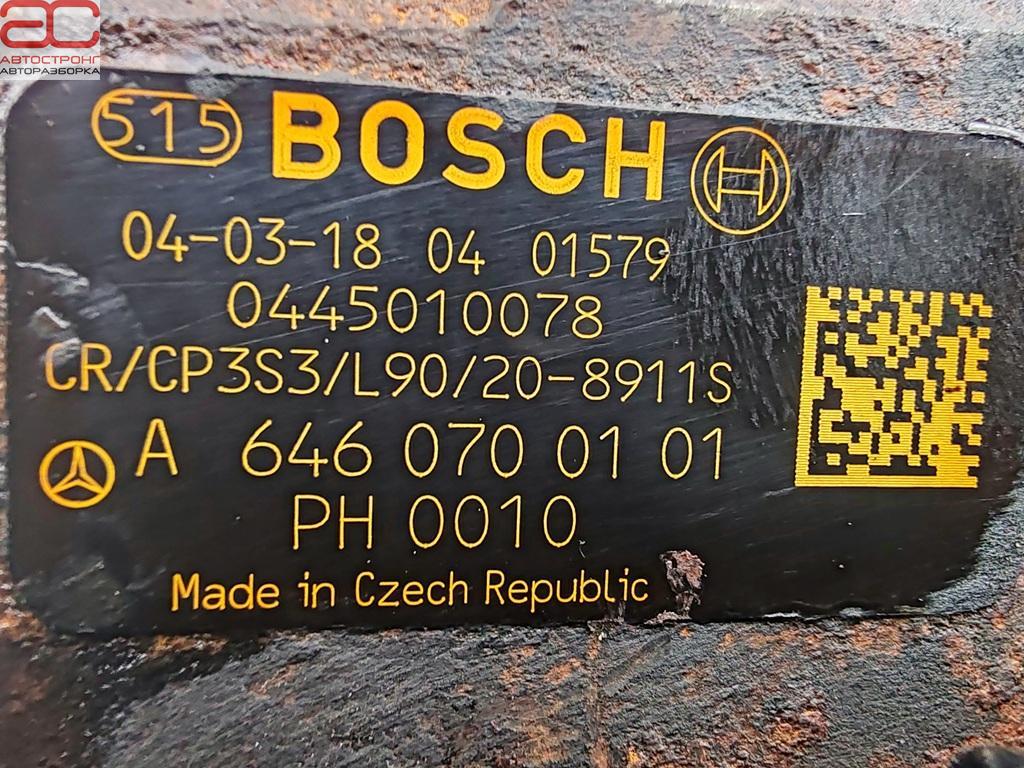 AC
АВТОСТРОНГ
АВТОРАЗБОРКА
515 BOSCH
04-03-18 04 01579
0445010078
CR/CP3S3/L90/20-8911S
A 646 070 01 01
PH 0010
Made in Czech Republic